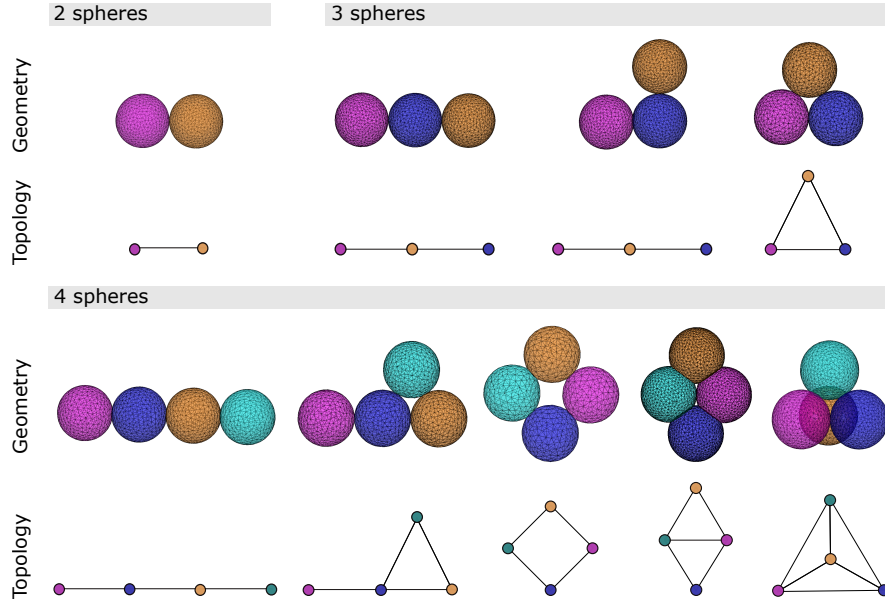 2 spheres
3 spheres
Geometry
Topology
4 spheres
Geometry
Topology